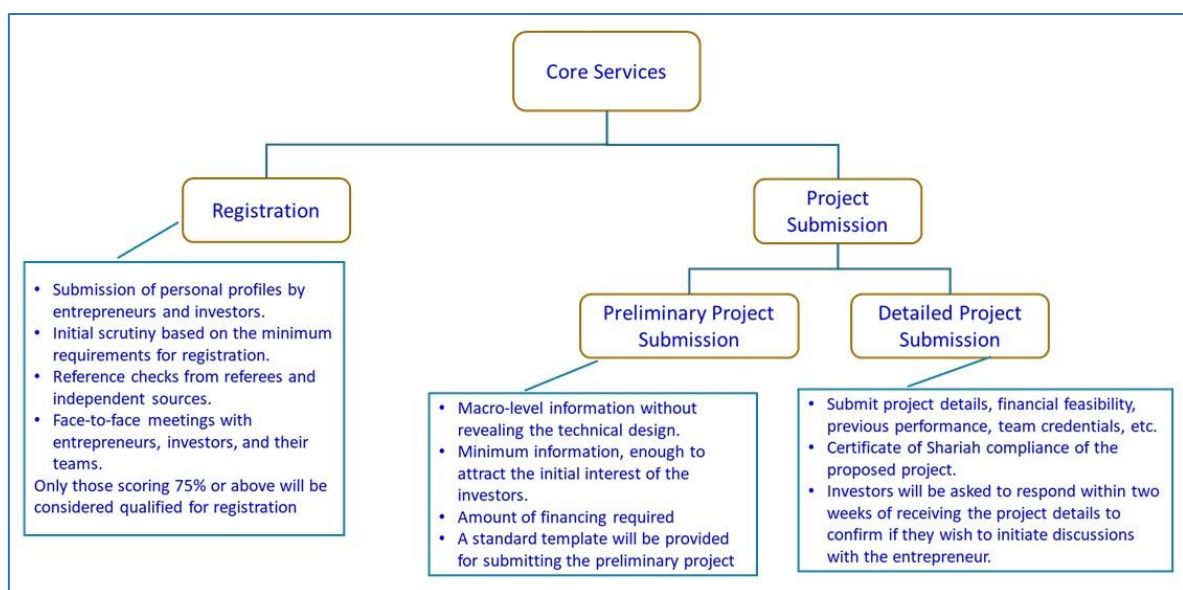 Core Services
Registration
Project
Submission
• Submission of personal profiles by
entrepreneurs and investors.
• Initial scrutiny based on the minimum
requirements for registration.
• Reference checks from referees and
independent sources.
• Face-to-face meetings with
entrepreneurs, investors, and their
teams.
Only those scoring 75% or above will be
considered qualified for registration
Preliminary Project
Submission
• Macro-level information without
revealing the technical design.
• Minimum information, enough to
attract the initial interest of the
investors.
• Amount of financing required
• A standard template will be provided
for submitting the preliminary project
Detailed Project
Submission
• Submit project details, financial feasibility,
previous performance, team credentials, etc.
• Certificate of Shariah compliance of the
proposed project.
• Investors will be asked to respond within two
weeks of receiving the project details to
confirm if they wish to initiate discussions
with the entrepreneur.